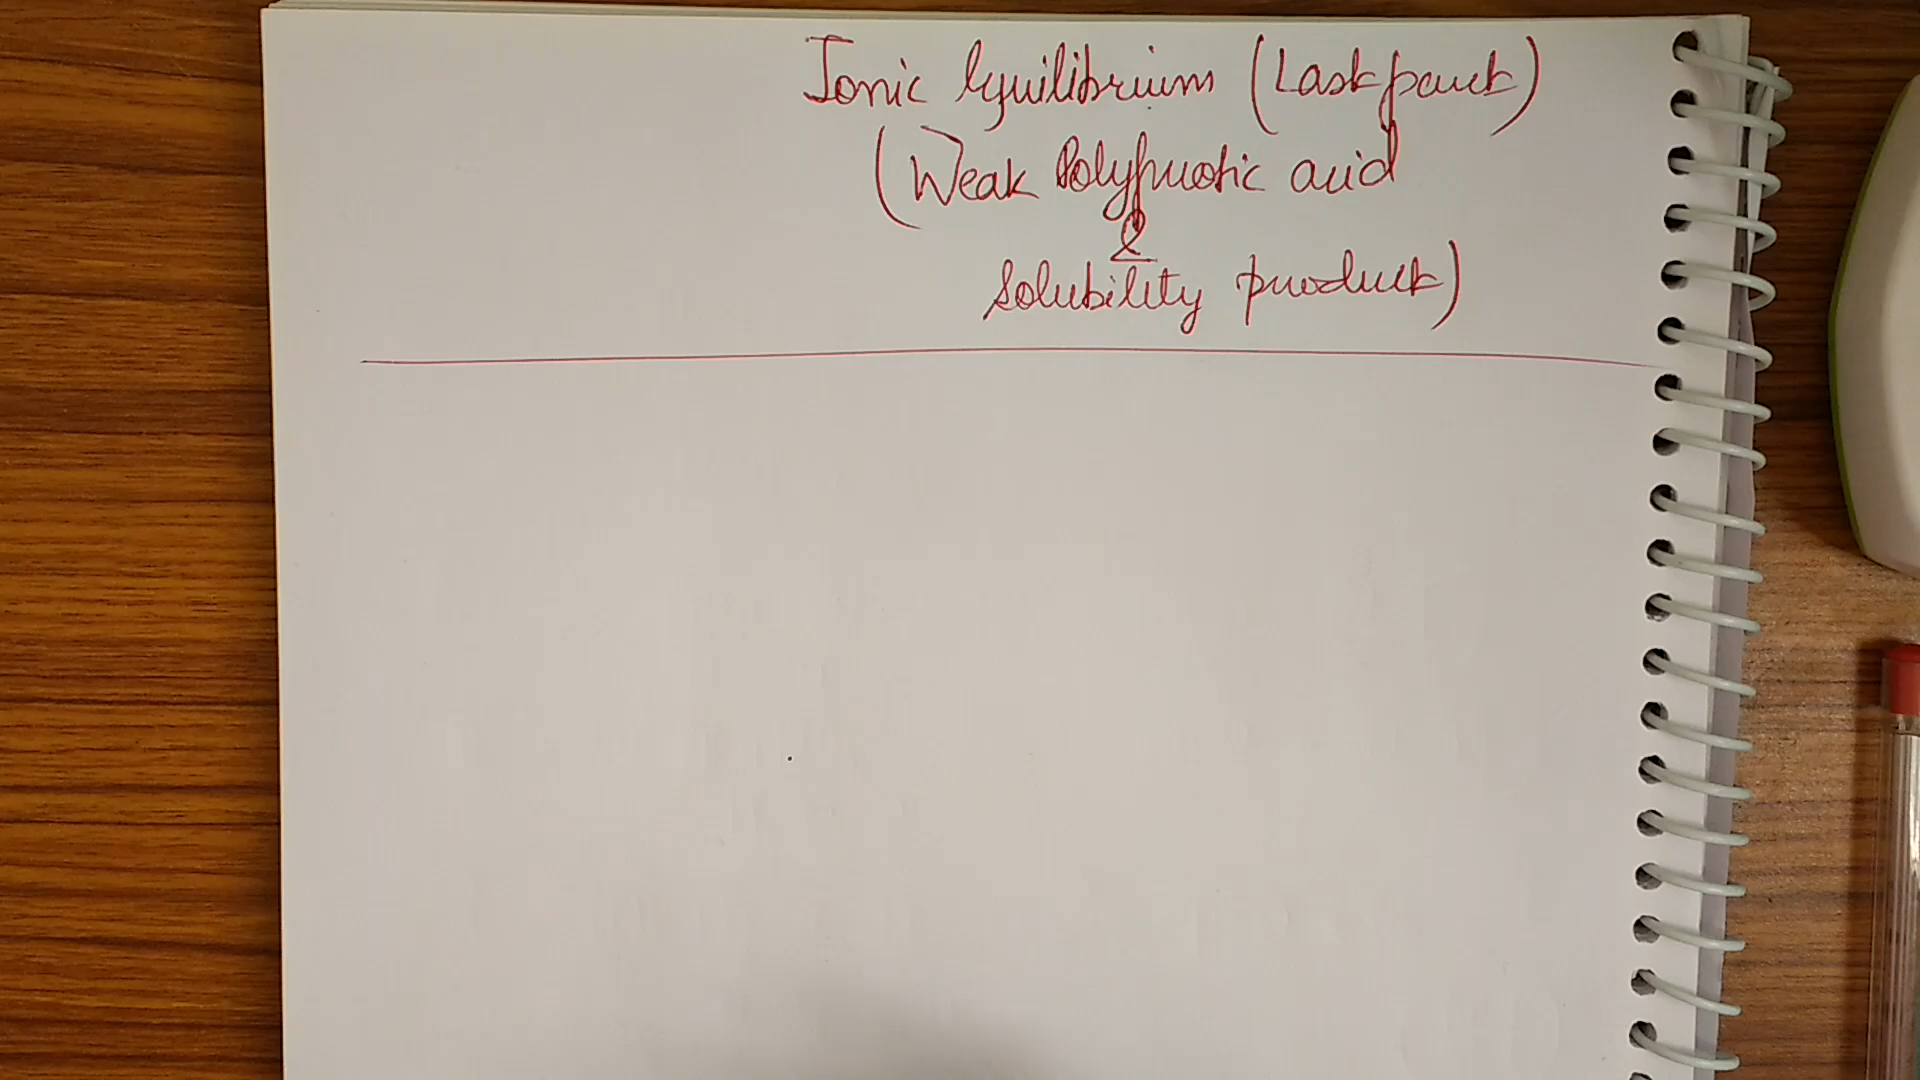 Ionic Equilibrium (Last part)
(Weak Polyprotic acid
&
Solubility product)